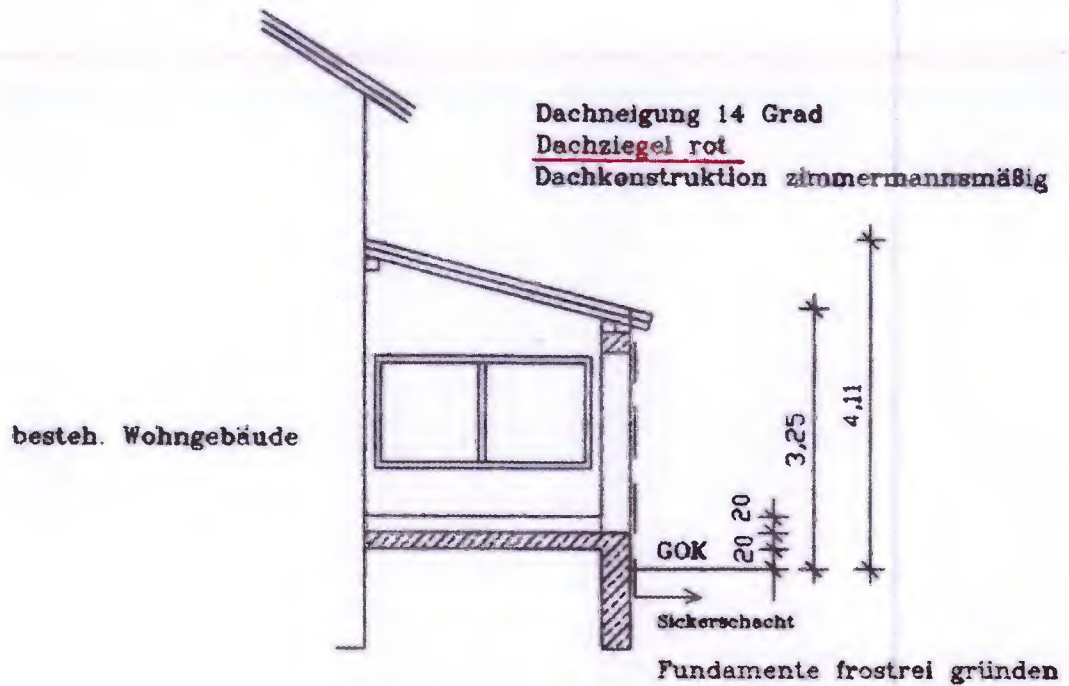 Dachneigung 14 Grad
Dachziegel rot
Dachkonstruktion zimmermannsmäßig
4,11
3,25
besteh. Wohngebäude
20
20
GOK
Sickerschacht
Fundamente frostrei gründen